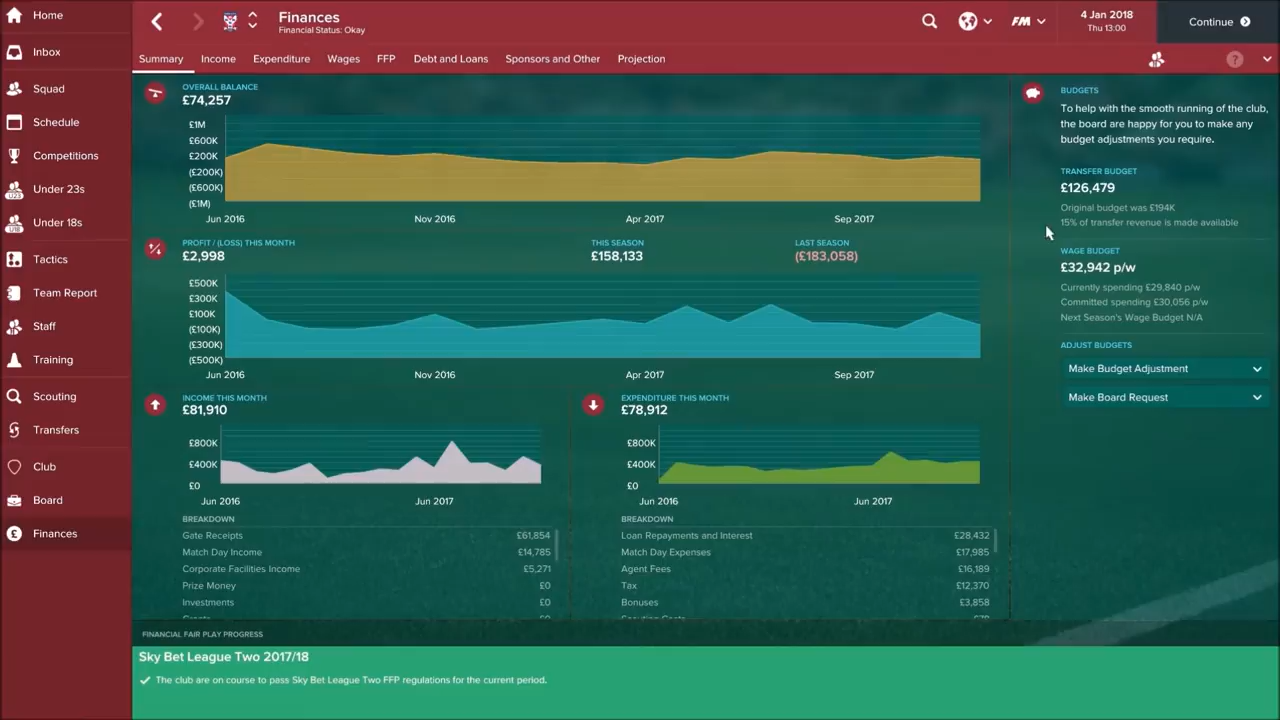 Home
Inbox
Squad
Schedule
Competitions
Under 23s
Under 18s
Tactics
Team Report
Staff
Training
Scouting
Transfers
Club
Board
Finances
Finances
Financial Status: Okay
FM
4 Jan 2018
Thu 13:00
Continue
Summary Income Expenditure Wages FFP Debt and Loans Sponsors and Other Projection
OVERALL BALANCE
£74,257
£1M
£600K
£200K
(£200K)
(£600K)
(£1M)
Jun 2016 Nov 2016 Apr 2017 Sep 2017
PROFIT / (LOSS) THIS MONTH THIS SEASON LAST SEASON
£2,998 £158,133 (£183,058)
£500K
£300K
£100K
(£100K)
(£300K)
(£500K)
Jun 2016 Nov 2016 Apr 2017 Sep 2017
INCOME THIS MONTH
£81,910
£800K
£400K
£0
Jun 2016 Jun 2017
BREAKDOWN
Gate Receipts £61,854
Match Day Income £14,785
Corporate Facilities Income £5,271
Prize Money £0
Investments £0
EXPENDITURE THIS MONTH
£78,912
£800K
£400K
£0
Jun 2016 Jun 2017
BREAKDOWN
Loan Repayments and Interest £28,432
Match Day Expenses £17,985
Agent Fees £16,189
Tax £12,370
Bonuses £3,858
BUDGETS
To help with the smooth running of the club,
the board are happy for you to make any
budget adjustments you require.
TRANSFER BUDGET
£126,479
Original budget was £194K
15% of transfer revenue is made available
WAGE BUDGET
£32,942 p/w
Currently spending £29,840 p/w
Committed spending £30,056 p/w
Next Season's Wage Budget N/A
ADJUST BUDGETS
Make Budget Adjustment
Make Board Request
FINANCIAL FAIR PLAY PROGRESS
Sky Bet League Two 2017/18
The club are on course to pass Sky Bet League Two FFP regulations for the current period.